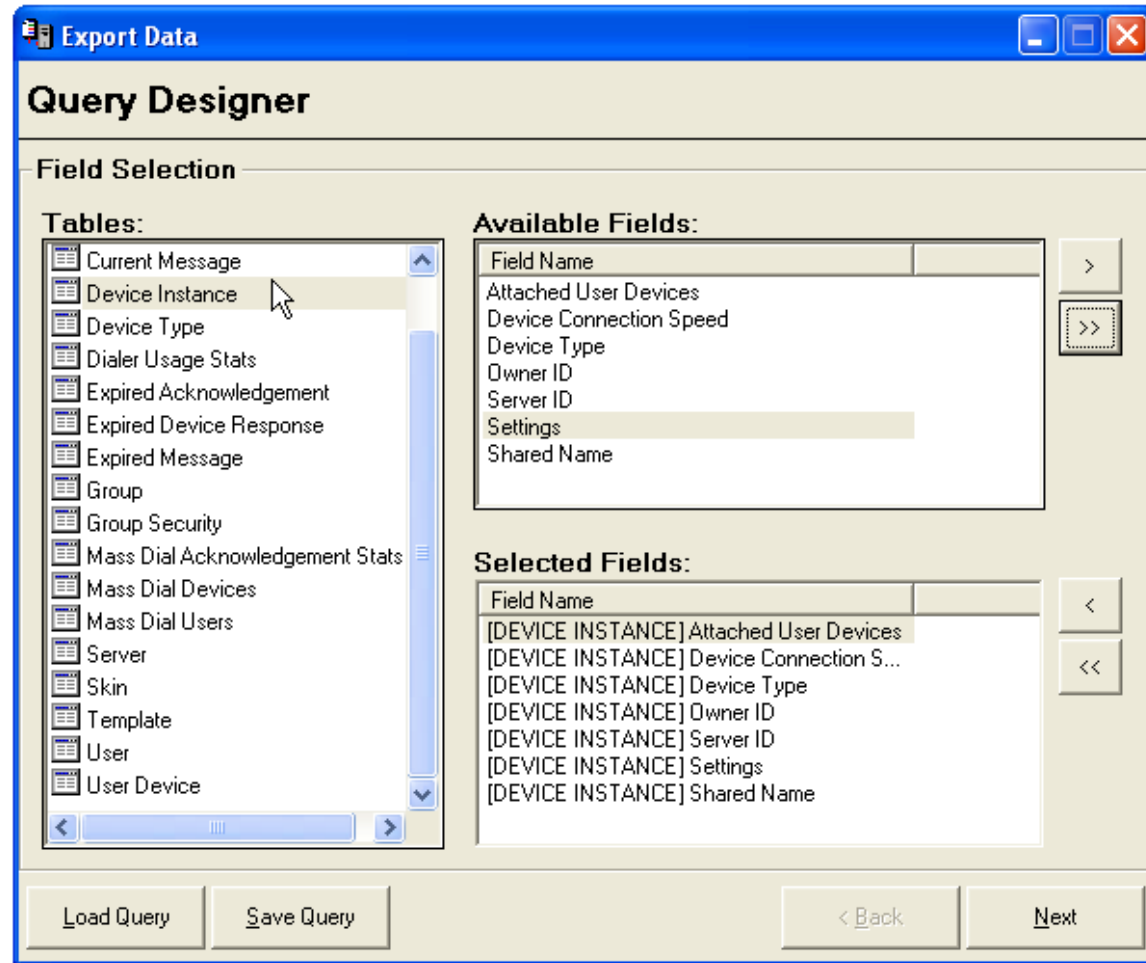 Export Data
Query Designer
Field Selection
Tables:
Current Message
Device Instance
Device Type
Dialer Usage Stats
Expired Acknowledgement
Expired Device Response
Expired Message
Group
Group Security
Mass Dial Acknowledgement Stats
Mass Dial Devices
Mass Dial Users
Server
Skin
Template
User
User Device
Available Fields:
Field Name
Attached User Devices
Device Connection Speed
Device Type
Owner ID
Server ID
Settings
Shared Name
>
>>
Selected Fields:
Field Name
[DEVICE INSTANCE] Attached User Devices
[DEVICE INSTANCE] Device Connection S...
[DEVICE INSTANCE] Device Type
[DEVICE INSTANCE] Owner ID
[DEVICE INSTANCE] Server ID
[DEVICE INSTANCE] Settings
[DEVICE INSTANCE] Shared Name
<
<<
Load Query
Save Query
< Back
Next